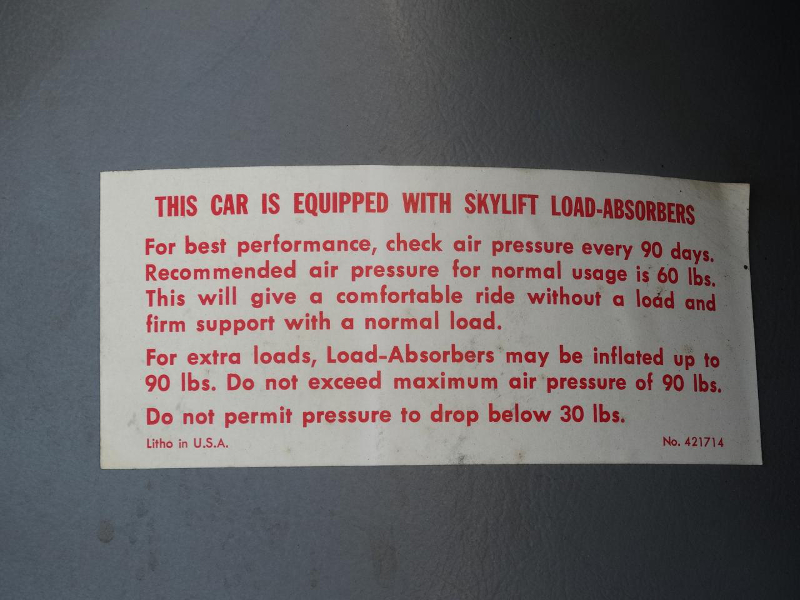 THIS CAR IS EQUIPPED WITH SKYLIFT LOAD-ABSORBERS
For best performance, check air pressure every 90 days.
Recommended air pressure for normal usage is 60 lbs.
This will give a comfortable ride without a load and
firm support with a normal load.
For extra loads, Load-Absorbers may be inflated up to
90 lbs. Do not exceed maximum air pressure of 90 lbs.
Do not permit pressure to drop below 30 lbs.
Litho in U.S.A.
No. 421714